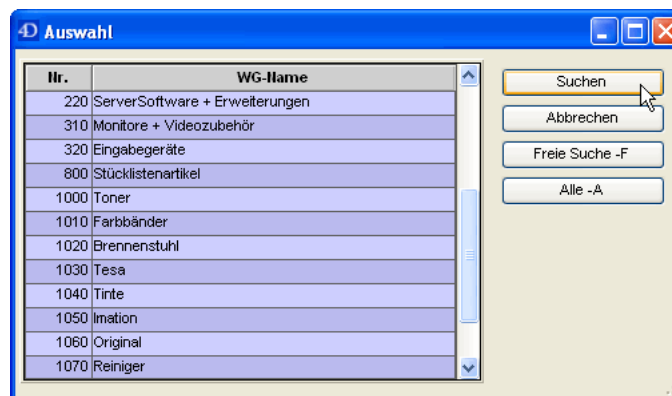 4D Auswahl
Nr. WG-Name
220 ServerSoftware + Erweiterungen
310 Monitore + Videozubehör
320 Eingabegeräte
800 Stücklistenartikel
1000 Toner
1010 Farbbänder
1020 Brennenstuhl
1030 Tesa
1040 Tinte
1050 Imation
1060 Original
1070 Reiniger
Suchen
Abbrechen
Freie Suche -F
Alle -A